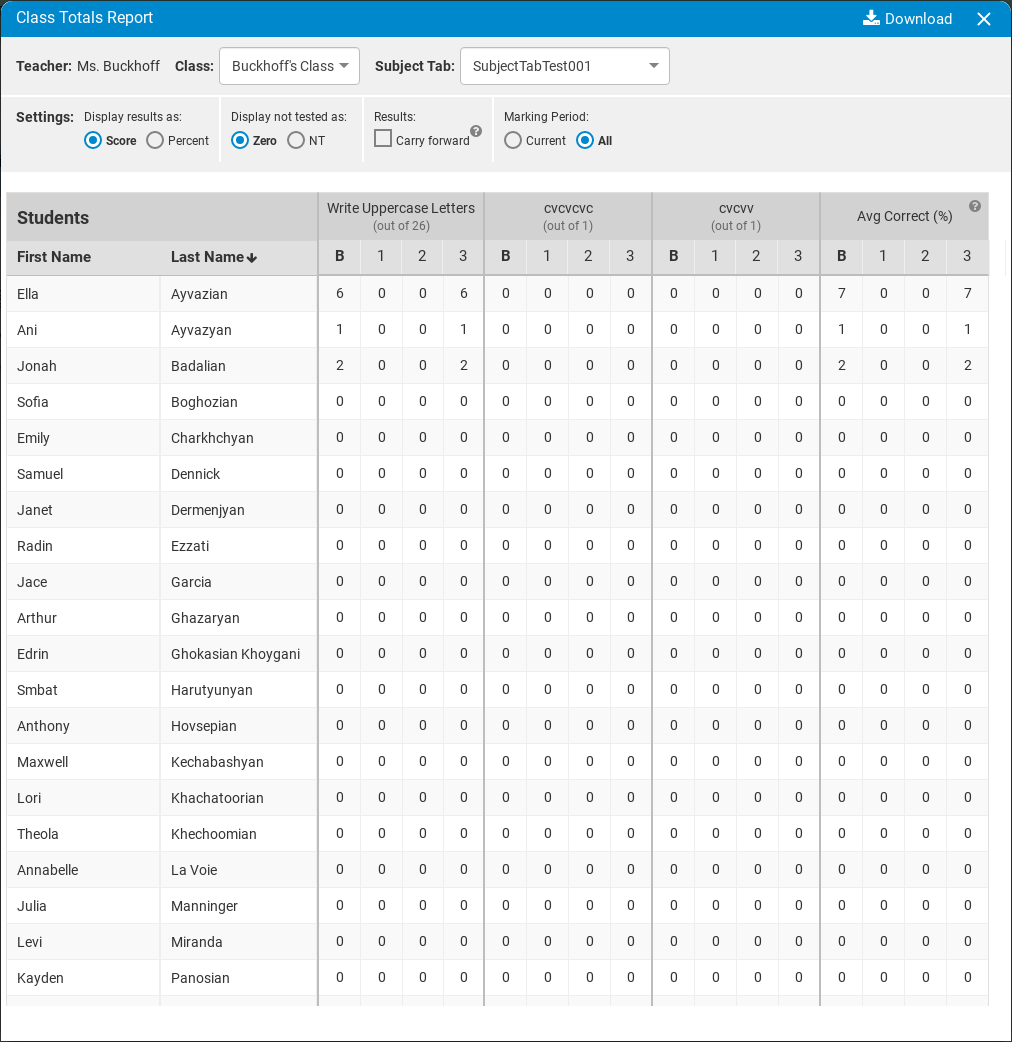 Class Totals Report Download
Teacher: Ms. Buckhoff Class: Buckhoff's Class Subject Tab: SubjectTabTest001
Settings: Display results as: Display not tested as: Results: Marking Period:
Score Percent Zero NT Carry forward ? Current All
Students Write Uppercase Letters cvcvcvc cvcvv Avg Correct (%) ?
(out of 26) (out of 1) (out of 1)
First Name Last Name B 1 2 3 B 1 2 3 B 1 2 3 B 1 2 3
Ella Ayvazian 6 0 0 6 0 0 0 0 0 0 0 0 7 0 0 7
Ani Ayvazyan 1 0 0 1 0 0 0 0 0 0 0 0 1 0 0 1
Jonah Badalian 2 0 0 2 0 0 0 0 0 0 0 0 2 0 0 2
Sofia Boghozian 0 0 0 0 0 0 0 0 0 0 0 0 0 0 0 0
Emily Charkhchyan 0 0 0 0 0 0 0 0 0 0 0 0 0 0 0 0
Samuel Dennick 0 0 0 0 0 0 0 0 0 0 0 0 0 0 0 0
Janet Dermenjyan 0 0 0 0 0 0 0 0 0 0 0 0 0 0 0 0
Radin Ezzati 0 0 0 0 0 0 0 0 0 0 0 0 0 0 0 0
Jace Garcia 0 0 0 0 0 0 0 0 0 0 0 0 0 0 0 0
Arthur Ghazaryan 0 0 0 0 0 0 0 0 0 0 0 0 0 0 0 0
Edrin Ghokasian Khoygani 0 0 0 0 0 0 0 0 0 0 0 0 0 0 0 0
Smbat Harutyunyan 0 0 0 0 0 0 0 0 0 0 0 0 0 0 0 0
Anthony Hovsepian 0 0 0 0 0 0 0 0 0 0 0 0 0 0 0 0
Maxwell Kechabashyan 0 0 0 0 0 0 0 0 0 0 0 0 0 0 0 0
Lori Khachatoorian 0 0 0 0 0 0 0 0 0 0 0 0 0 0 0 0
Theola Khechoomian 0 0 0 0 0 0 0 0 0 0 0 0 0 0 0 0
Annabelle La Voie 0 0 0 0 0 0 0 0 0 0 0 0 0 0 0 0
Julia Manninger 0 0 0 0 0 0 0 0 0 0 0 0 0 0 0 0
Levi Miranda 0 0 0 0 0 0 0 0 0 0 0 0 0 0 0 0
Kayden Panosian 0 0 0 0 0 0 0 0 0 0 0 0 0 0 0 0